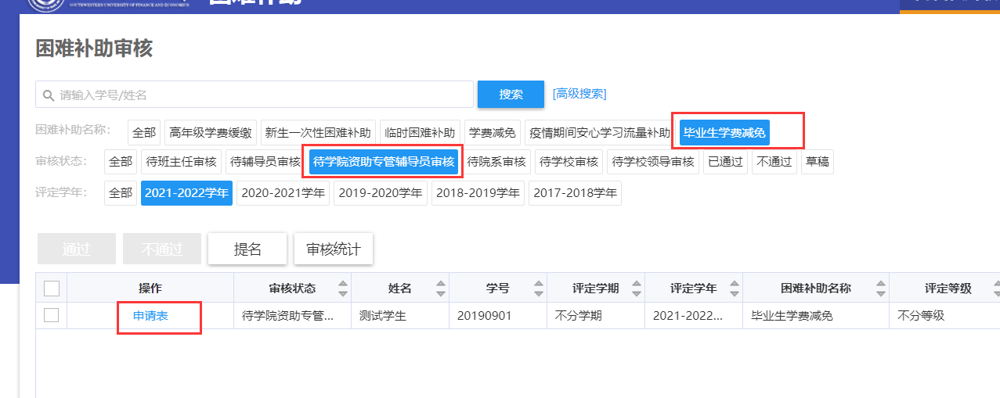 SOUTHWESTERN UNIVERSITY OF FINANCE AND ECONOMICS
困难补助
困难补助审核
请输入学号/姓名 搜索 [高级搜索]
困难补助名称： 全部 高年级学费缓缴 新生一次性困难补助 临时困难补助 学费减免 疫情期间安心学习流量补助 毕业生学费减免
审核状态： 全部 待班主任审核 待辅导员审核 待学院资助专管辅导员审核 待院系审核 待学校审核 待学校领导审核 已通过 不通过 草稿
评定学年： 全部 2021-2022学年 2020-2021学年 2019-2020学年 2018-2019学年 2017-2018学年
通过 不通过 提名 审核统计
操作 审核状态 姓名 学号 评定学期 评定学年 困难补助名称 评定等级
申请表 待学院资助专管... 测试学生 20190901 不分学期 2021-2022... 毕业生学费减免 不分等级